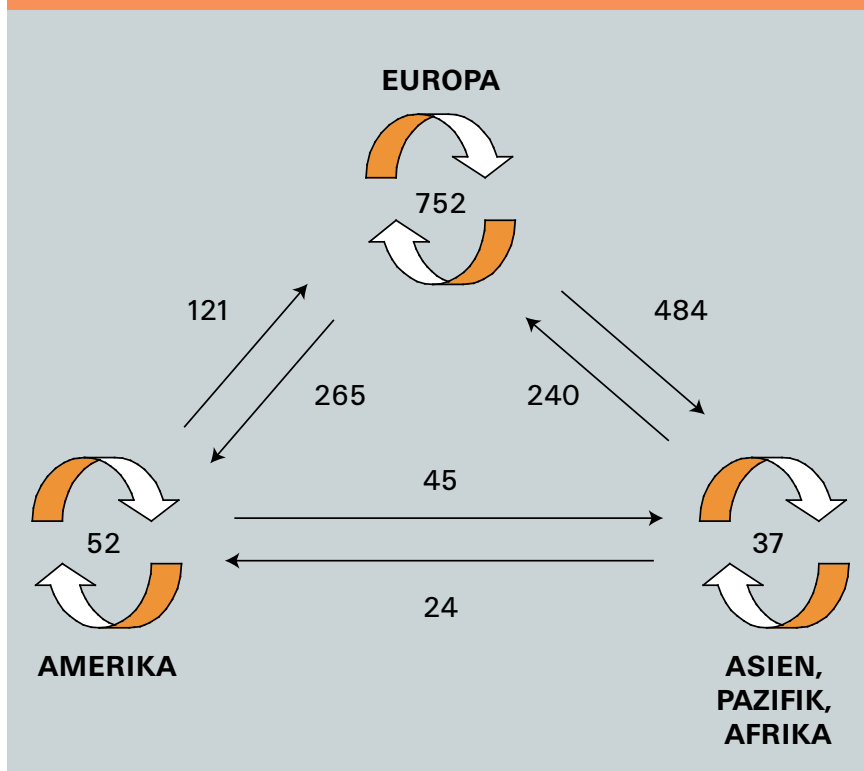 EUROPA
752
121
484
265
240
45
52
37
24
AMERIKA
ASIEN,
PAZIFIK,
AFRIKA